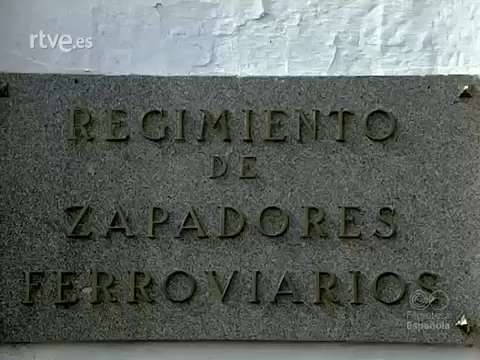 rtve.es
REGIMIENTO
DE
ZAPADORES
FERROVIARIOS
Filmoteca
Española